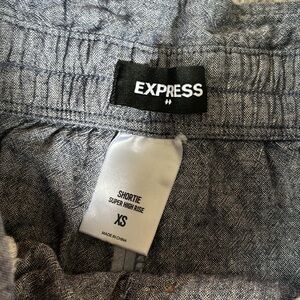 EXPRESS
SHORTIE
SUPER HIGH RISE
XS
MADE IN CHINA